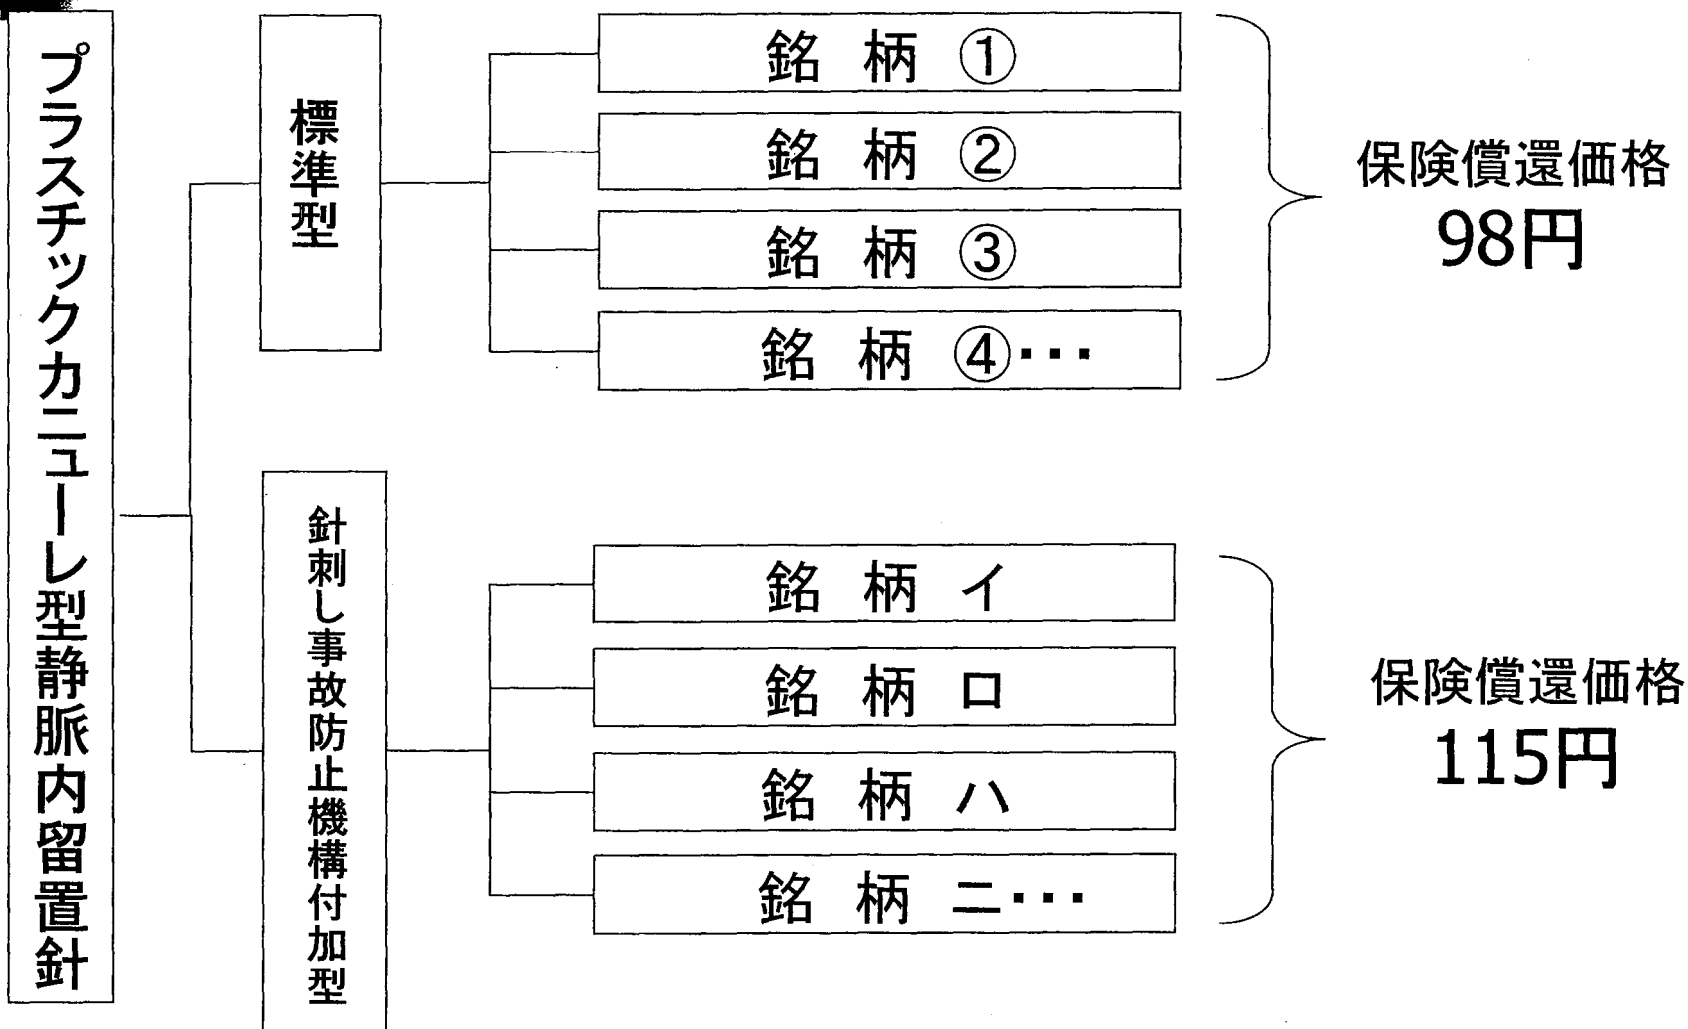 プラスチックカニューレ型静脈内留置針
標準型
銘柄 ①
銘柄 ②
銘柄 ③
銘柄 ④･･･
保険償還価格
98円
針刺し事故防止機構付加型
銘柄 イ
銘柄 ロ
銘柄 ハ
銘柄 ニ･･･
保険償還価格
115円